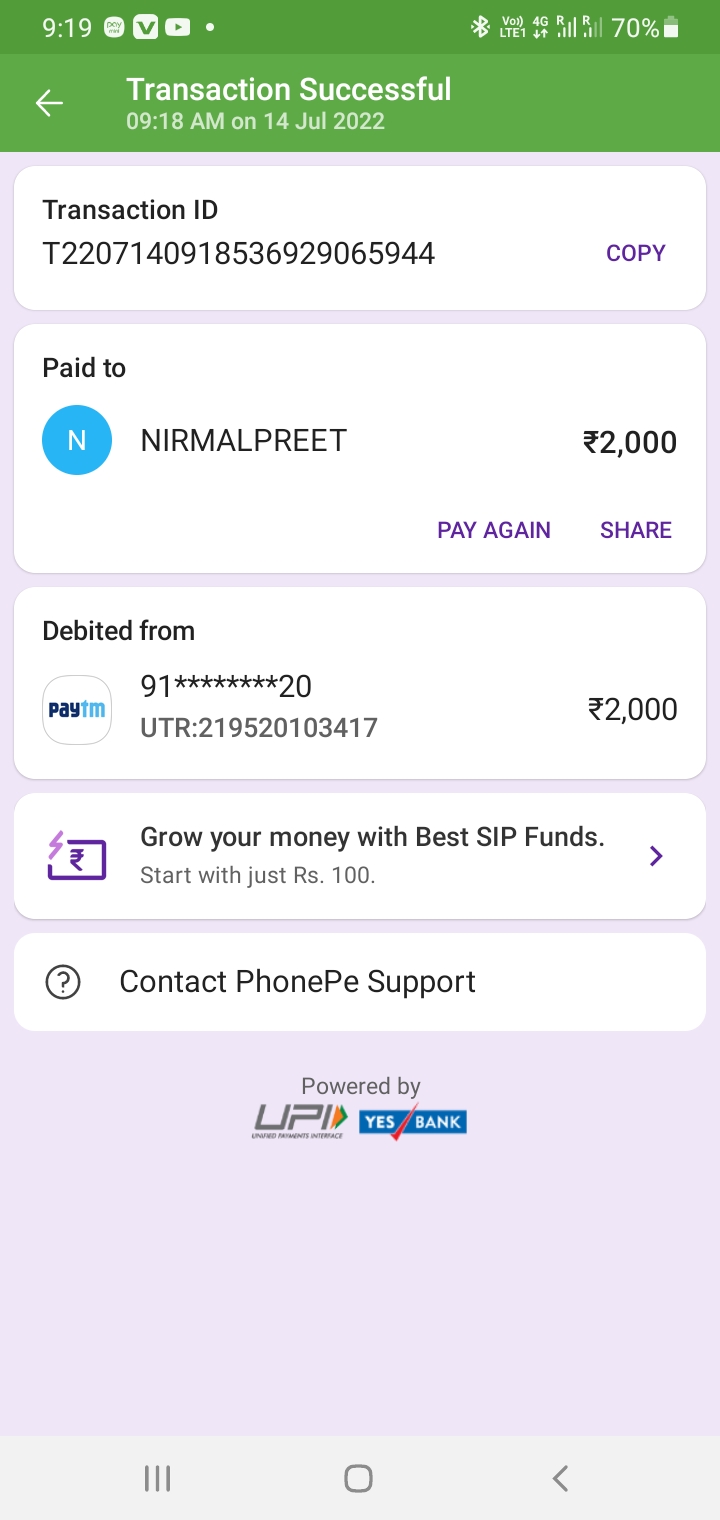 9:19 pay mini V VoD LTE1 4G R R 70%
Transaction Successful
09:18 AM on 14 Jul 2022
Transaction ID
T2207140918536929065944 COPY
Paid to
N NIRMALPREET ₹2,000
PAY AGAIN SHARE
Debited from
paytm 91********20 ₹2,000
UTR:219520103417
Grow your money with Best SIP Funds.
Start with just Rs. 100.
Contact PhonePe Support
Powered by
UPI YES BANK
UNIFIED PAYMENTS INTERFACE